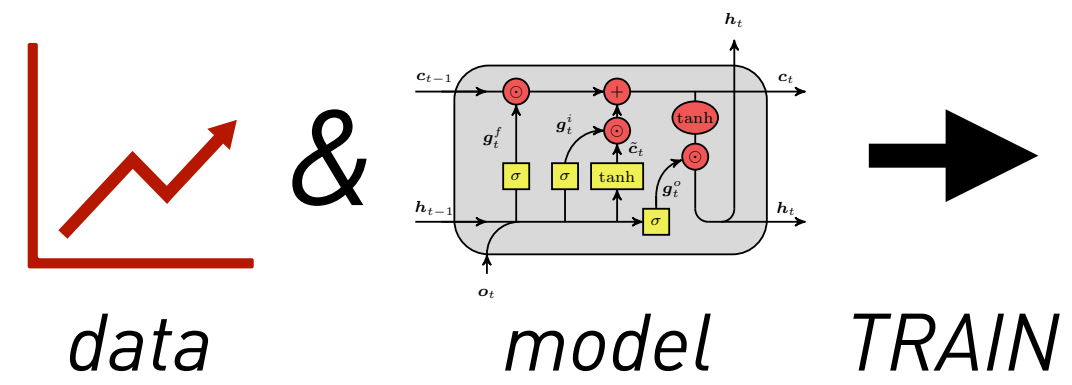 h_t
c_{t−1}
⊙
+
c_t
tanh
g_t^f
g_t^i
⊙
c̃_t
⊙
σ
σ
tanh
g_t^o
h_{t−1}
σ
h_t
o_t
&
data
model
TRAIN